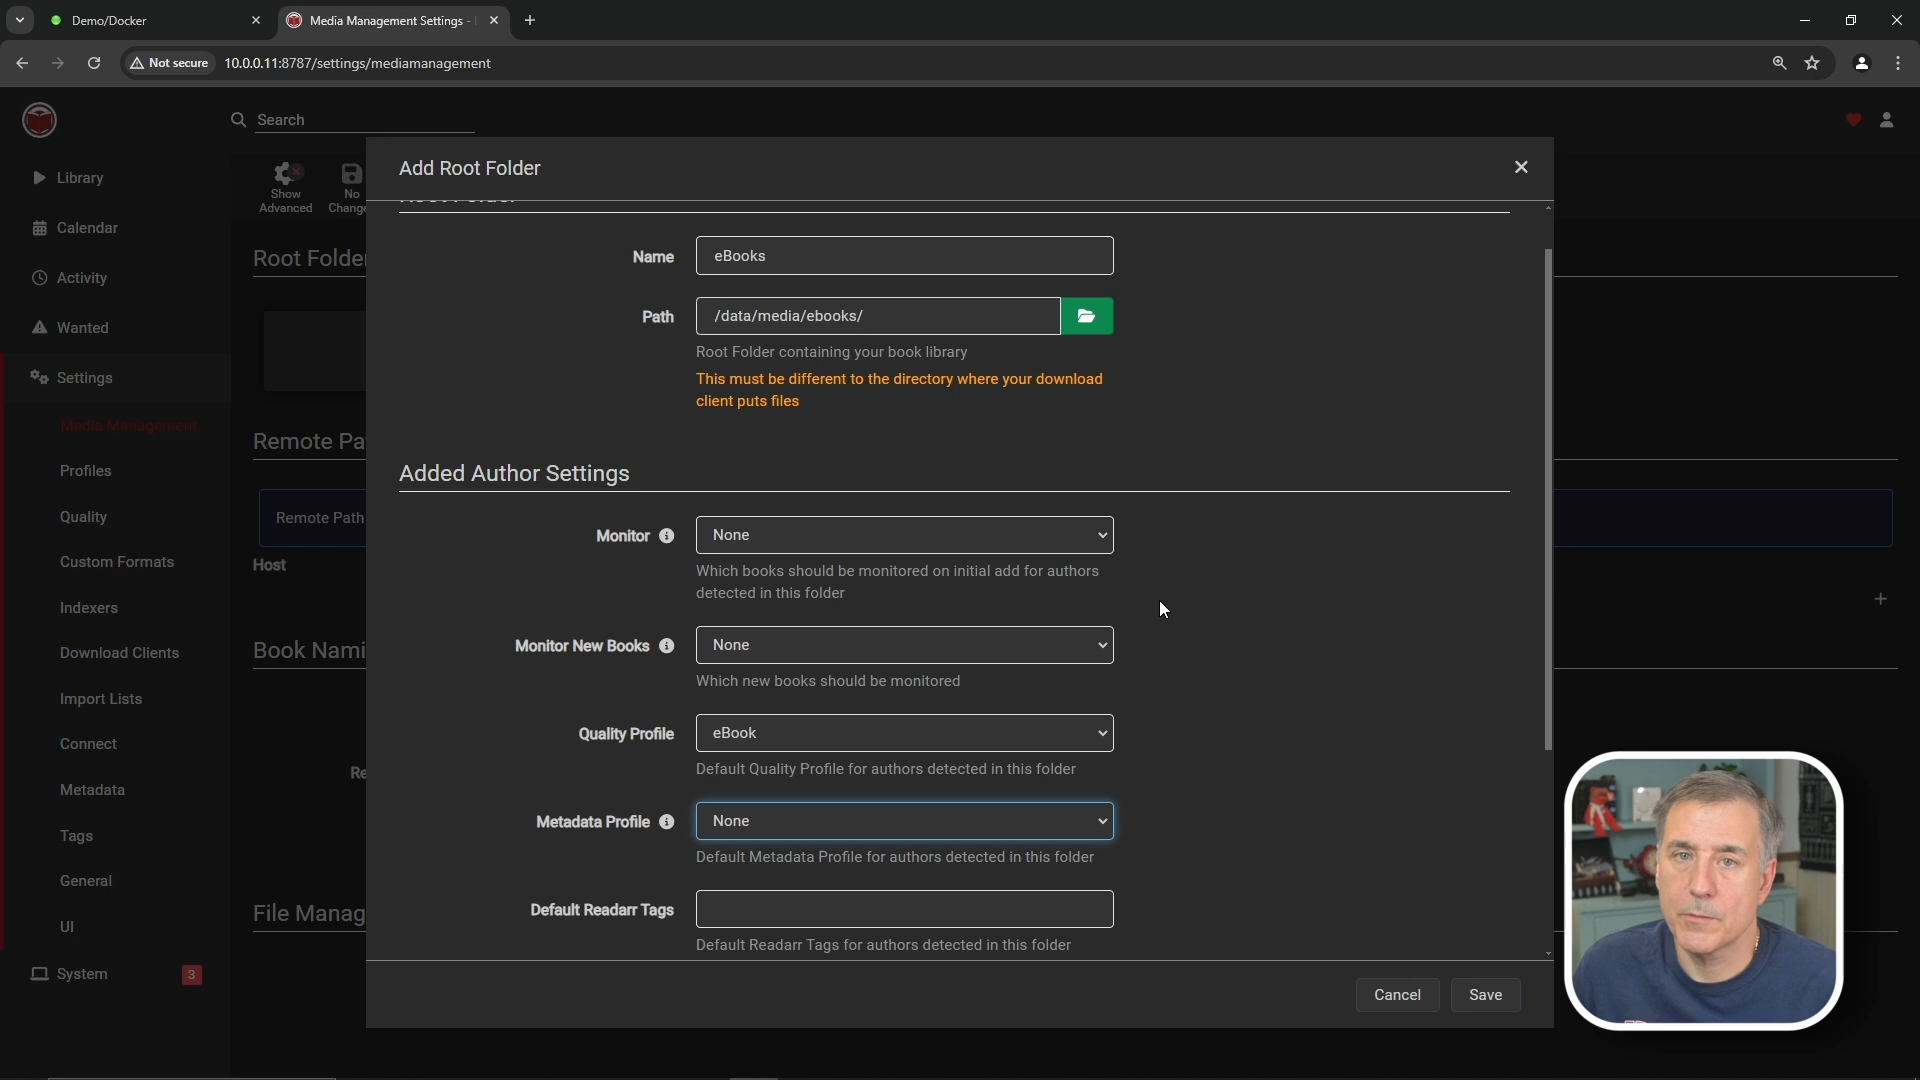 Demo/Docker
Media Management Settings -
Not secure
10.0.0.11:8787/settings/mediamanagement
Search
Library
Calendar
Activity
Wanted
Settings
Media Management
Profiles
Quality
Custom Formats
Indexers
Download Clients
Import Lists
Connect
Metadata
Tags
General
UI
System
3
Show
Advanced
No
Change
Root Folde
Remote Pa
Remote Path
Host
Book Nami
Re
File Manag
Add Root Folder
Root Folder
Name
eBooks
Path
/data/media/ebooks/
Root Folder containing your book library
This must be different to the directory where your download
client puts files
Added Author Settings
Monitor
None
Which books should be monitored on initial add for authors
detected in this folder
Monitor New Books
None
Which new books should be monitored
Quality Profile
eBook
Default Quality Profile for authors detected in this folder
Metadata Profile
None
Default Metadata Profile for authors detected in this folder
Default Readarr Tags
Default Readarr Tags for authors detected in this folder
Cancel
Save